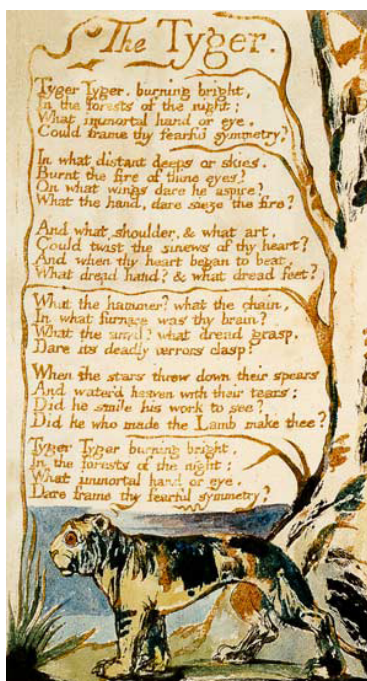 The Tyger.
Tyger Tyger. burning bright,
In the forests of the night:
What immortal hand or eye.
Could frame thy fearful symmetry?
In what distant deeps or skies.
Burnt the fire of thine eyes?
On what wings dare he aspire?
What the hand, dare sieze the fire?
And what shoulder, & what art,
Could twist the sinews of thy heart?
And when thy heart began to beat,
What dread hand? & what dread feet?
What the hammer? what the chain,
In what furnace was thy brain?
What the anvil? what dread grasp,
Dare its deadly terrors clasp!
When the stars threw down their spears
And water'd heaven with their tears:
Did he smile his work to see?
Did he who made the Lamb make thee?
Tyger Tyger burning bright,
In the forests of the night:
What immortal hand or eye,
Dare frame thy fearful symmetry?